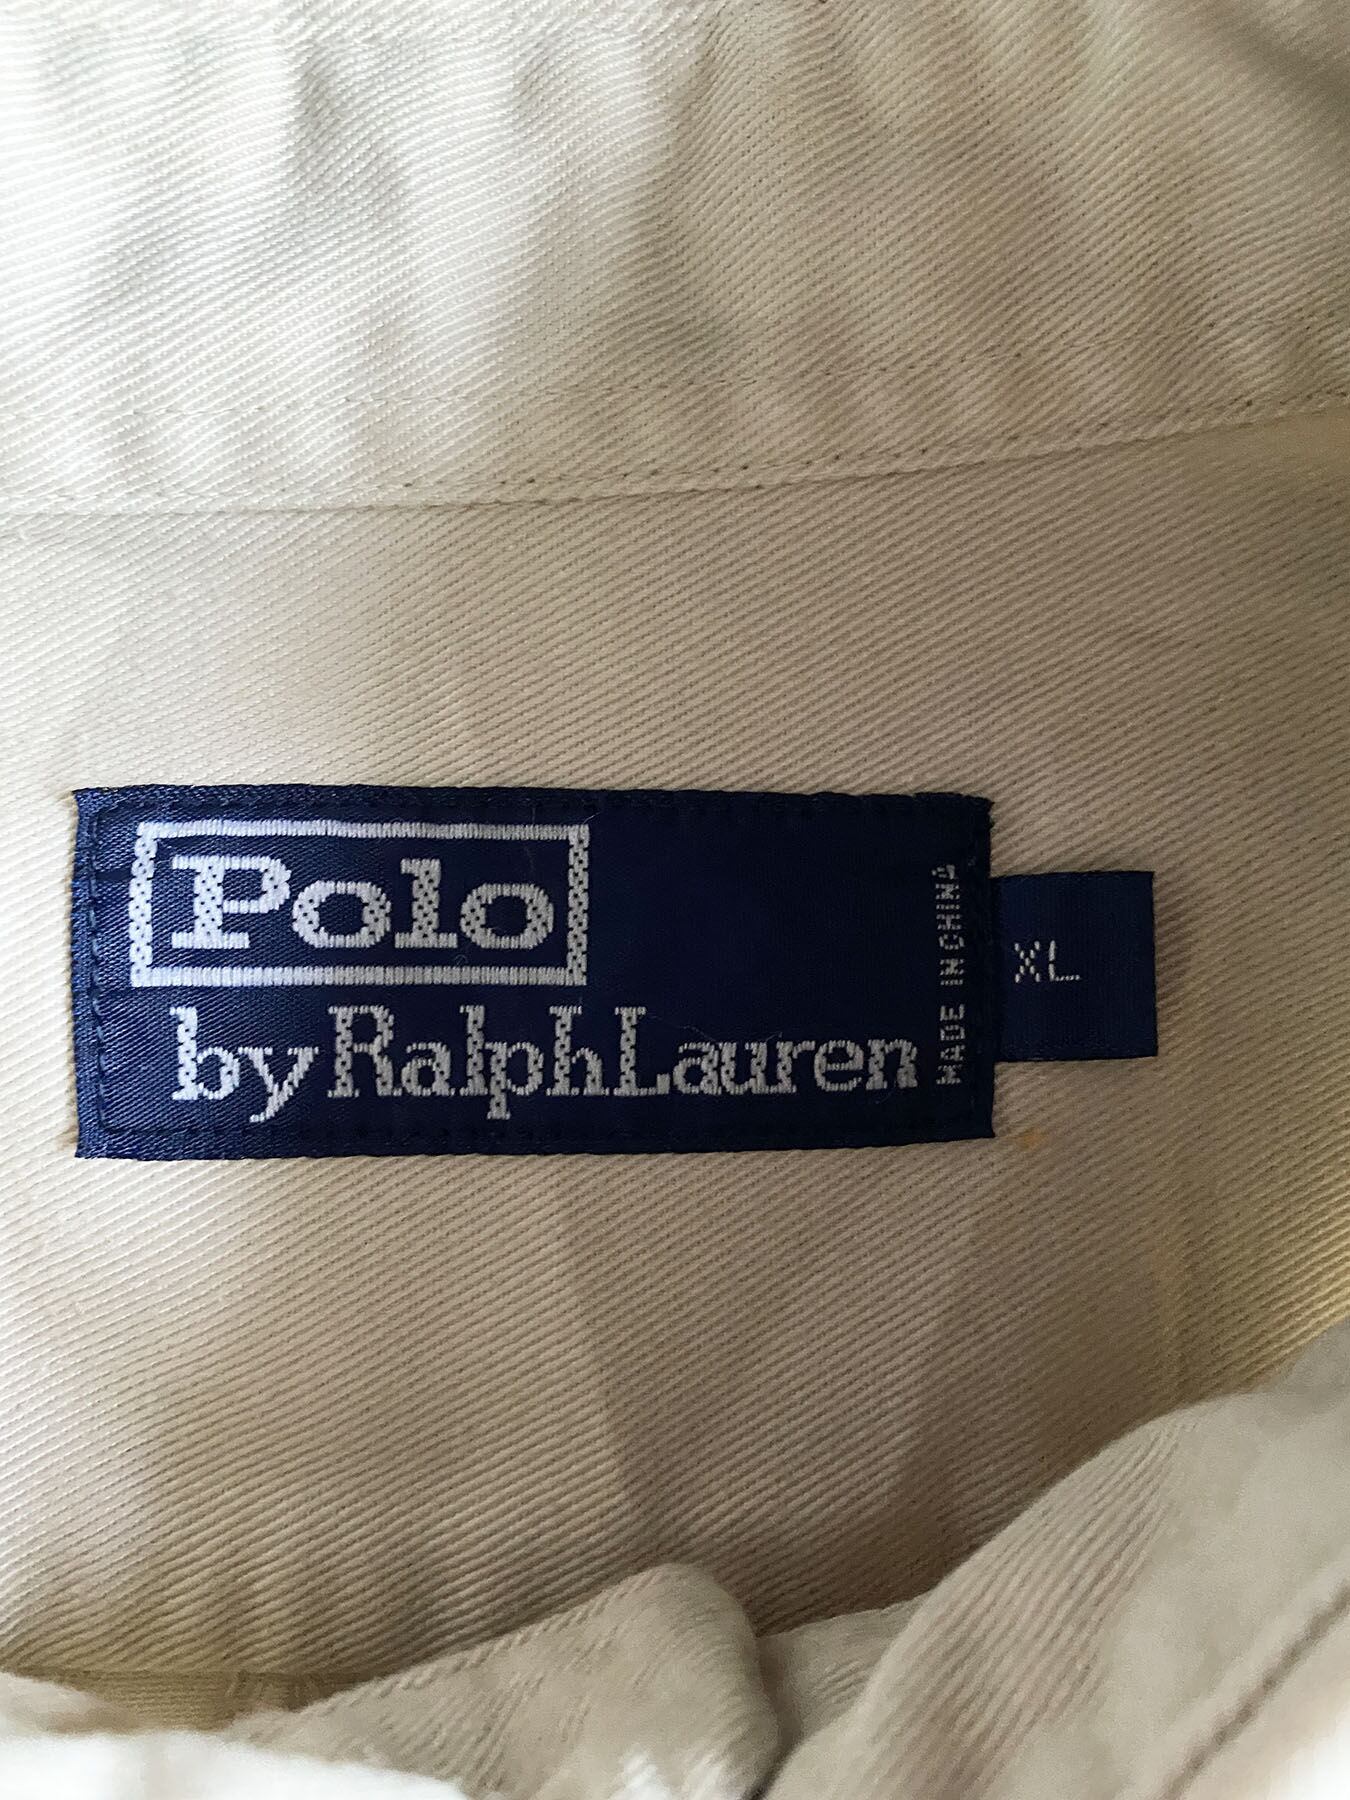 Polo
by Ralph Lauren
MADE IN CHINA
XL